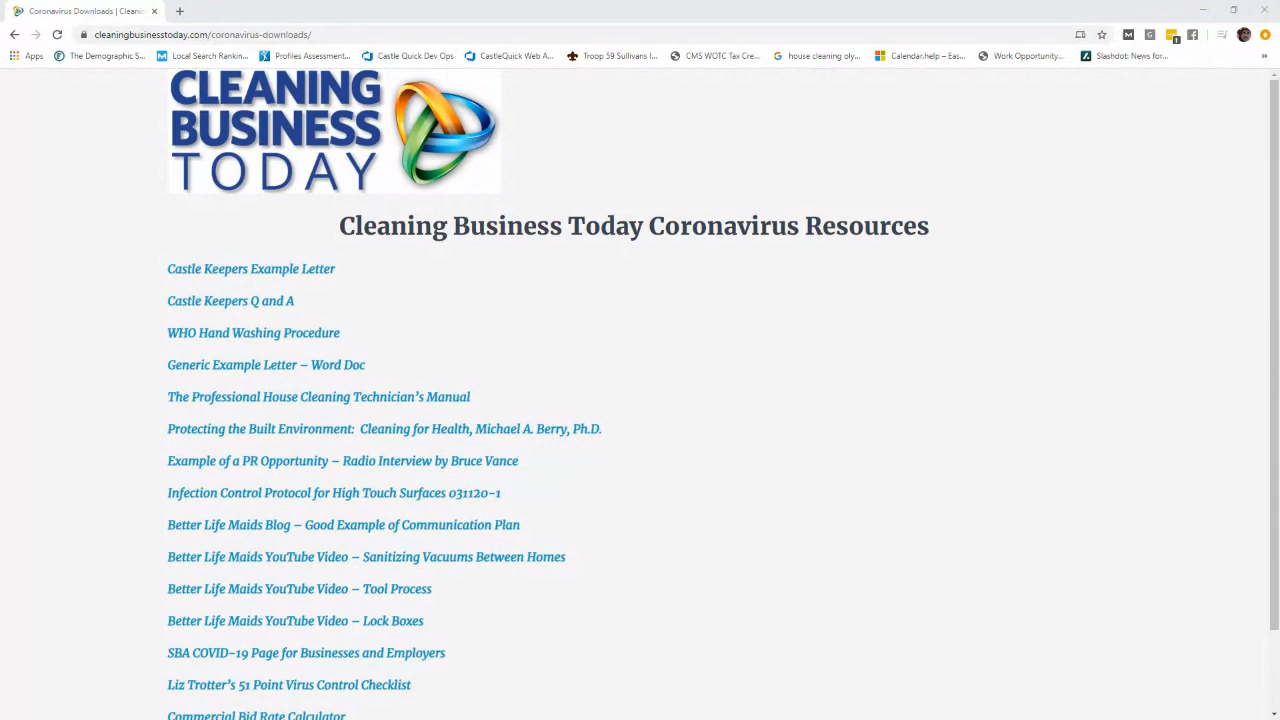 Coronavirus Downloads | Cleanin
cleaningbusinesstoday.com/coronavirus-downloads/
Apps
The Demographic S...
Local Search Rankin...
Profiles Assessment...
Castle Quick Dev Ops
CastleQuick Web A...
Troop 59 Sullivans I...
CMS WOTC Tax Cre...
house cleaning oly...
Calendar.help – Eas...
Work Opportunity...
Slashdot: News for...
CLEANING
BUSINESS
TODAY
Cleaning Business Today Coronavirus Resources
Castle Keepers Example Letter
Castle Keepers Q and A
WHO Hand Washing Procedure
Generic Example Letter – Word Doc
The Professional House Cleaning Technician’s Manual
Protecting the Built Environment: Cleaning for Health, Michael A. Berry, Ph.D.
Example of a PR Opportunity – Radio Interview by Bruce Vance
Infection Control Protocol for High Touch Surfaces 031120-1
Better Life Maids Blog – Good Example of Communication Plan
Better Life Maids YouTube Video – Sanitizing Vacuums Between Homes
Better Life Maids YouTube Video – Tool Process
Better Life Maids YouTube Video – Lock Boxes
SBA COVID-19 Page for Businesses and Employers
Liz Trotter’s 51 Point Virus Control Checklist
Commercial Bid Rate Calculator